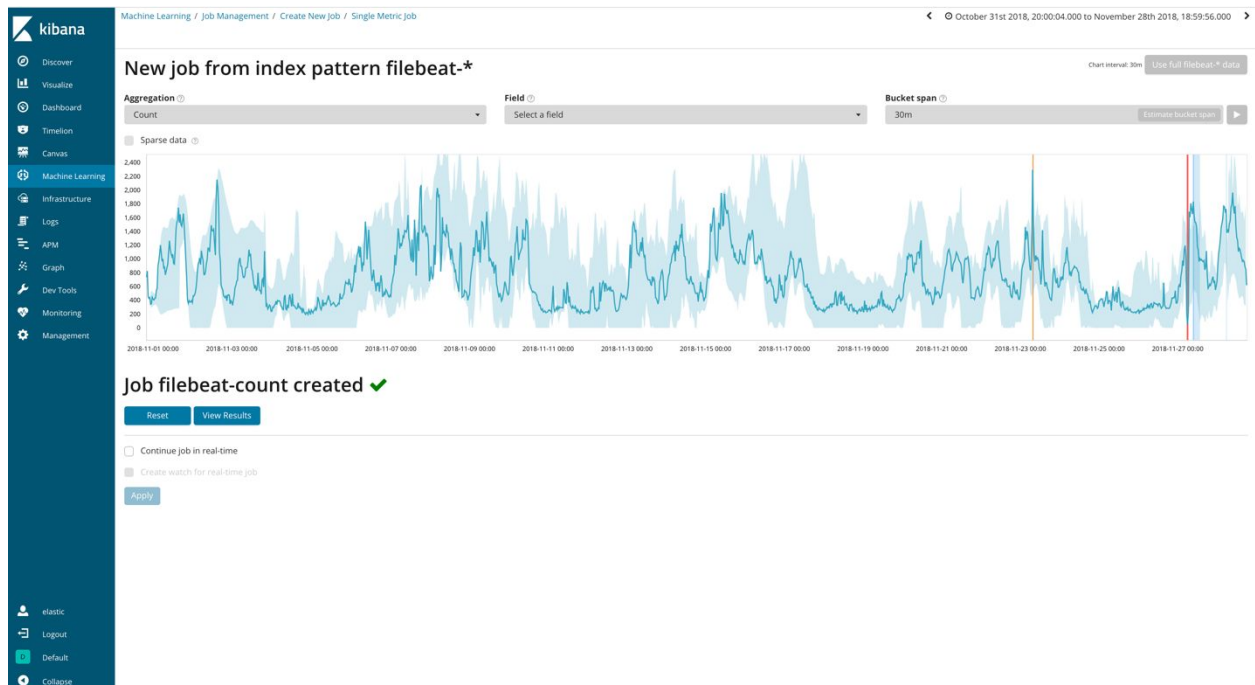 kibana
Discover
Visualize
Dashboard
Timelion
Canvas
Machine Learning
Infrastructure
Logs
APM
Graph
Dev Tools
Monitoring
Management
elastic
Logout
D Default
Collapse
Machine Learning / Job Management / Create New Job / Single Metric Job
October 31st 2018, 20:00:04.000 to November 28th 2018, 18:59:56.000
New job from index pattern filebeat-*
Chart interval: 30m Use full filebeat-* data
Aggregation Field Bucket span
Count Select a field 30m Estimate bucket span
Sparse data
2,400
2,200
2,000
1,800
1,600
1,400
1,200
1,000
800
600
400
200
0
2018-11-01 00:00 2018-11-03 00:00 2018-11-05 00:00 2018-11-07 00:00 2018-11-09 00:00 2018-11-11 00:00 2018-11-13 00:00 2018-11-15 00:00 2018-11-17 00:00 2018-11-19 00:00 2018-11-21 00:00 2018-11-23 00:00 2018-11-25 00:00 2018-11-27 00:00
Job filebeat-count created
Reset View Results
Continue job in real-time
Create watch for real-time job
Apply